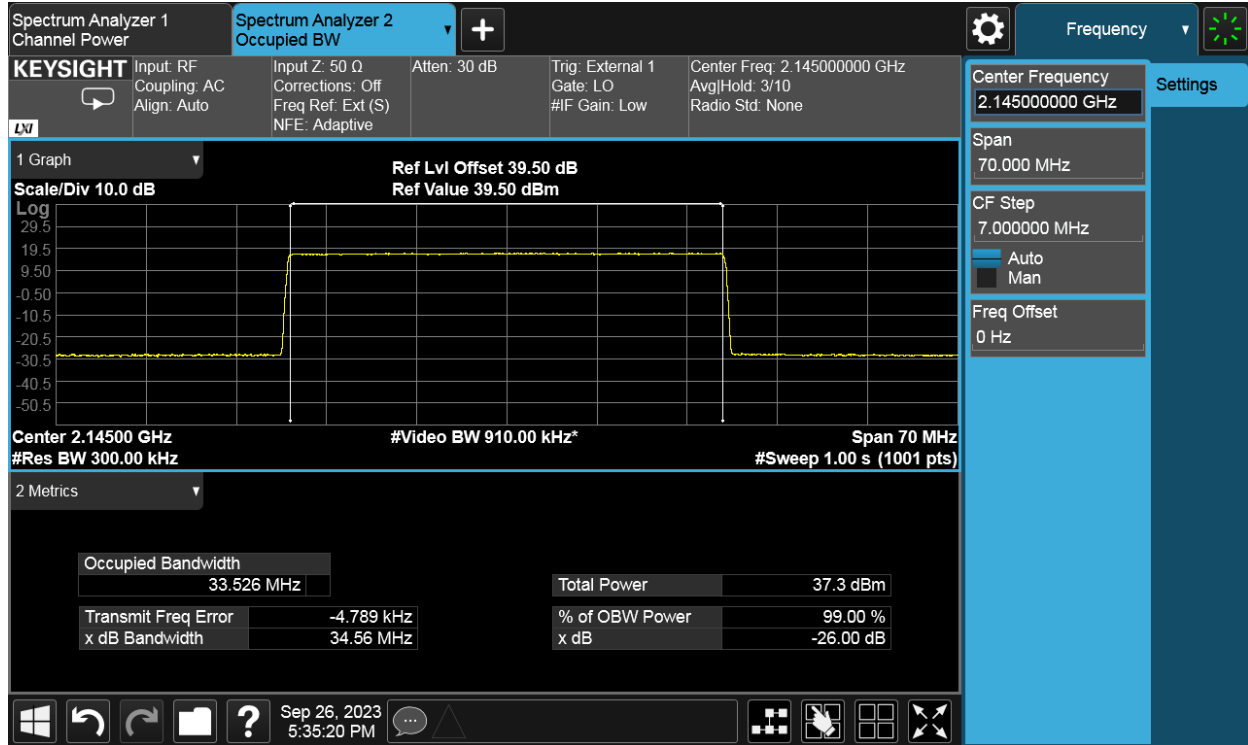 Spectrum Analyzer 1
Channel Power
Spectrum Analyzer 2
Occupied BW
Frequency
KEYSIGHT
LXI
Input: RF
Coupling: AC
Align: Auto
Input Z: 50 Ω
Corrections: Off
Freq Ref: Ext (S)
NFE: Adaptive
Atten: 30 dB
Trig: External 1
Gate: LO
#IF Gain: Low
Center Freq: 2.145000000 GHz
Avg|Hold: 3/10
Radio Std: None
Center Frequency
2.145000000 GHz
Settings
Span
70.000 MHz
CF Step
7.000000 MHz
Auto
Man
Freq Offset
0 Hz
1 Graph
Scale/Div 10.0 dB
Ref Lvl Offset 39.50 dB
Ref Value 39.50 dBm
Log
29.5
19.5
9.50
-0.50
-10.5
-20.5
-30.5
-40.5
-50.5
Center 2.14500 GHz
#Video BW 910.00 kHz*
Span 70 MHz
#Res BW 300.00 kHz
#Sweep 1.00 s (1001 pts)
2 Metrics
Occupied Bandwidth
33.526 MHz
Total Power 37.3 dBm
Transmit Freq Error -4.789 kHz
% of OBW Power 99.00 %
x dB Bandwidth 34.56 MHz
x dB -26.00 dB
?
Sep 26, 2023
5:35:20 PM